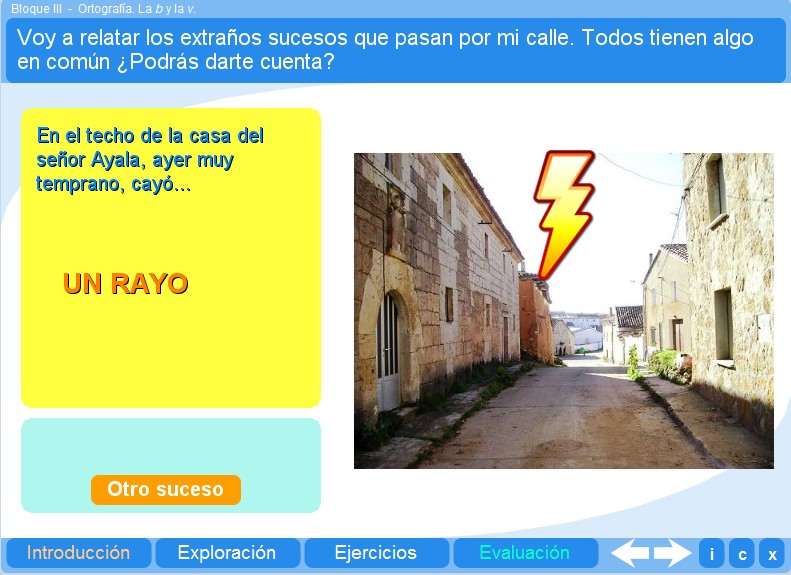 Bloque III - Ortografía. La b y la v.
Voy a relatar los extraños sucesos que pasan por mi calle. Todos tienen algo
en común ¿Podrás darte cuenta?
En el techo de la casa del
señor Ayala, ayer muy
temprano, cayó...
UN RAYO
Otro suceso
Introducción
Exploración
Ejercicios
Evaluación
i
c
x